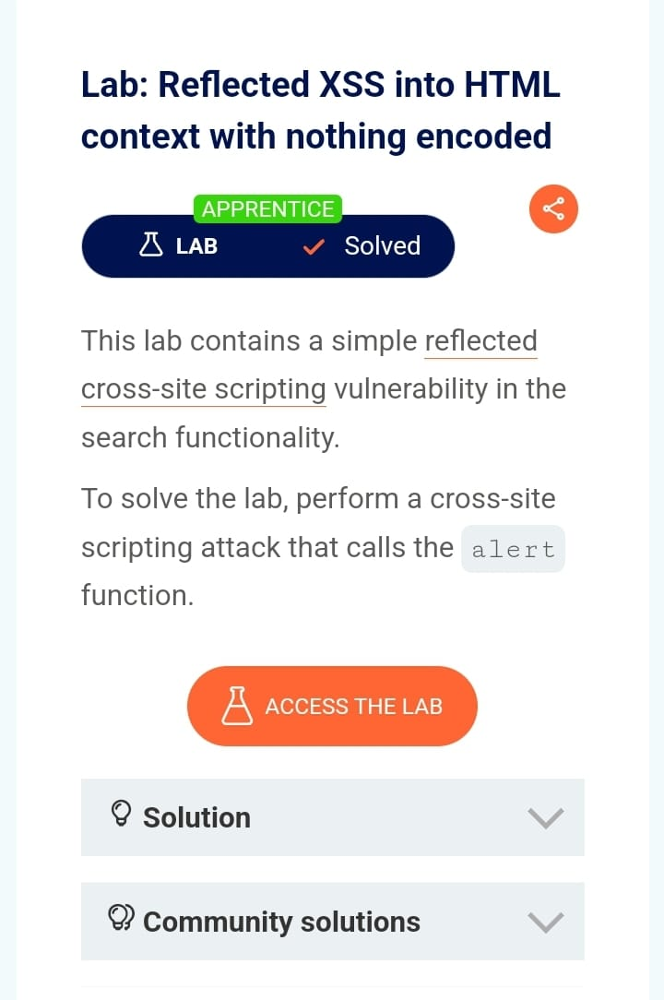 Lab: Reflected XSS into HTML
context with nothing encoded
APPRENTICE
LAB Solved
This lab contains a simple reflected
cross-site scripting vulnerability in the
search functionality.
To solve the lab, perform a cross-site
scripting attack that calls the alert
function.
ACCESS THE LAB
Solution
Community solutions